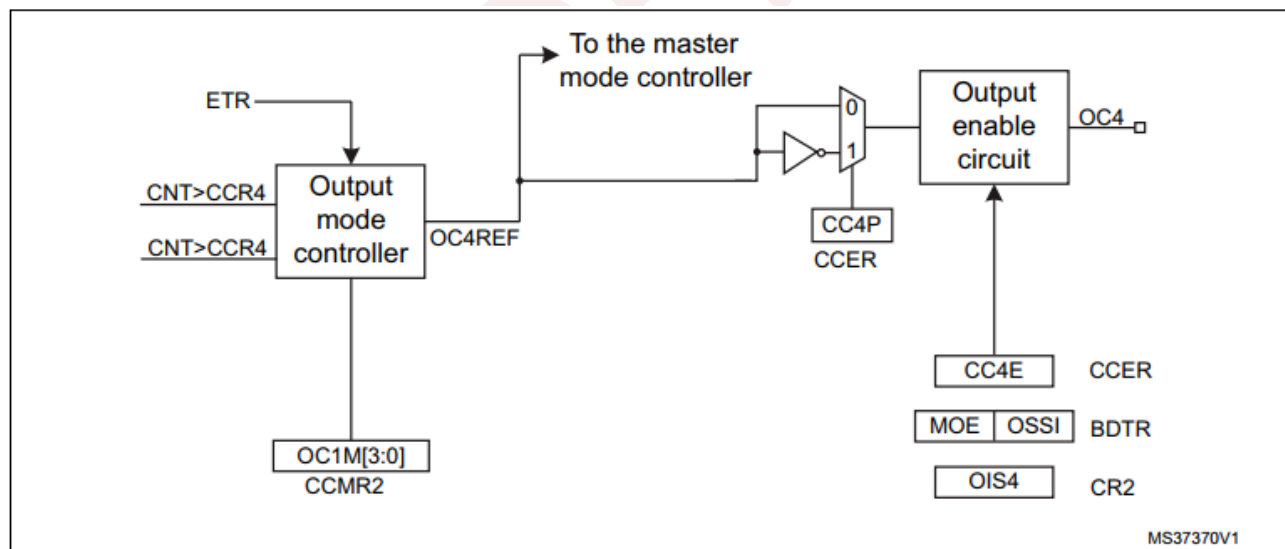 To the master
mode controller
ETR
0
Output
enable
circuit
OC4
1
CNT>CCR4
Output
mode
controller
OC4REF
CNT>CCR4
CC4P
CCER
CC4E
CCER
MOE
OSSI
BDTR
OC1M[3:0]
CCMR2
OIS4
CR2
MS37370V1